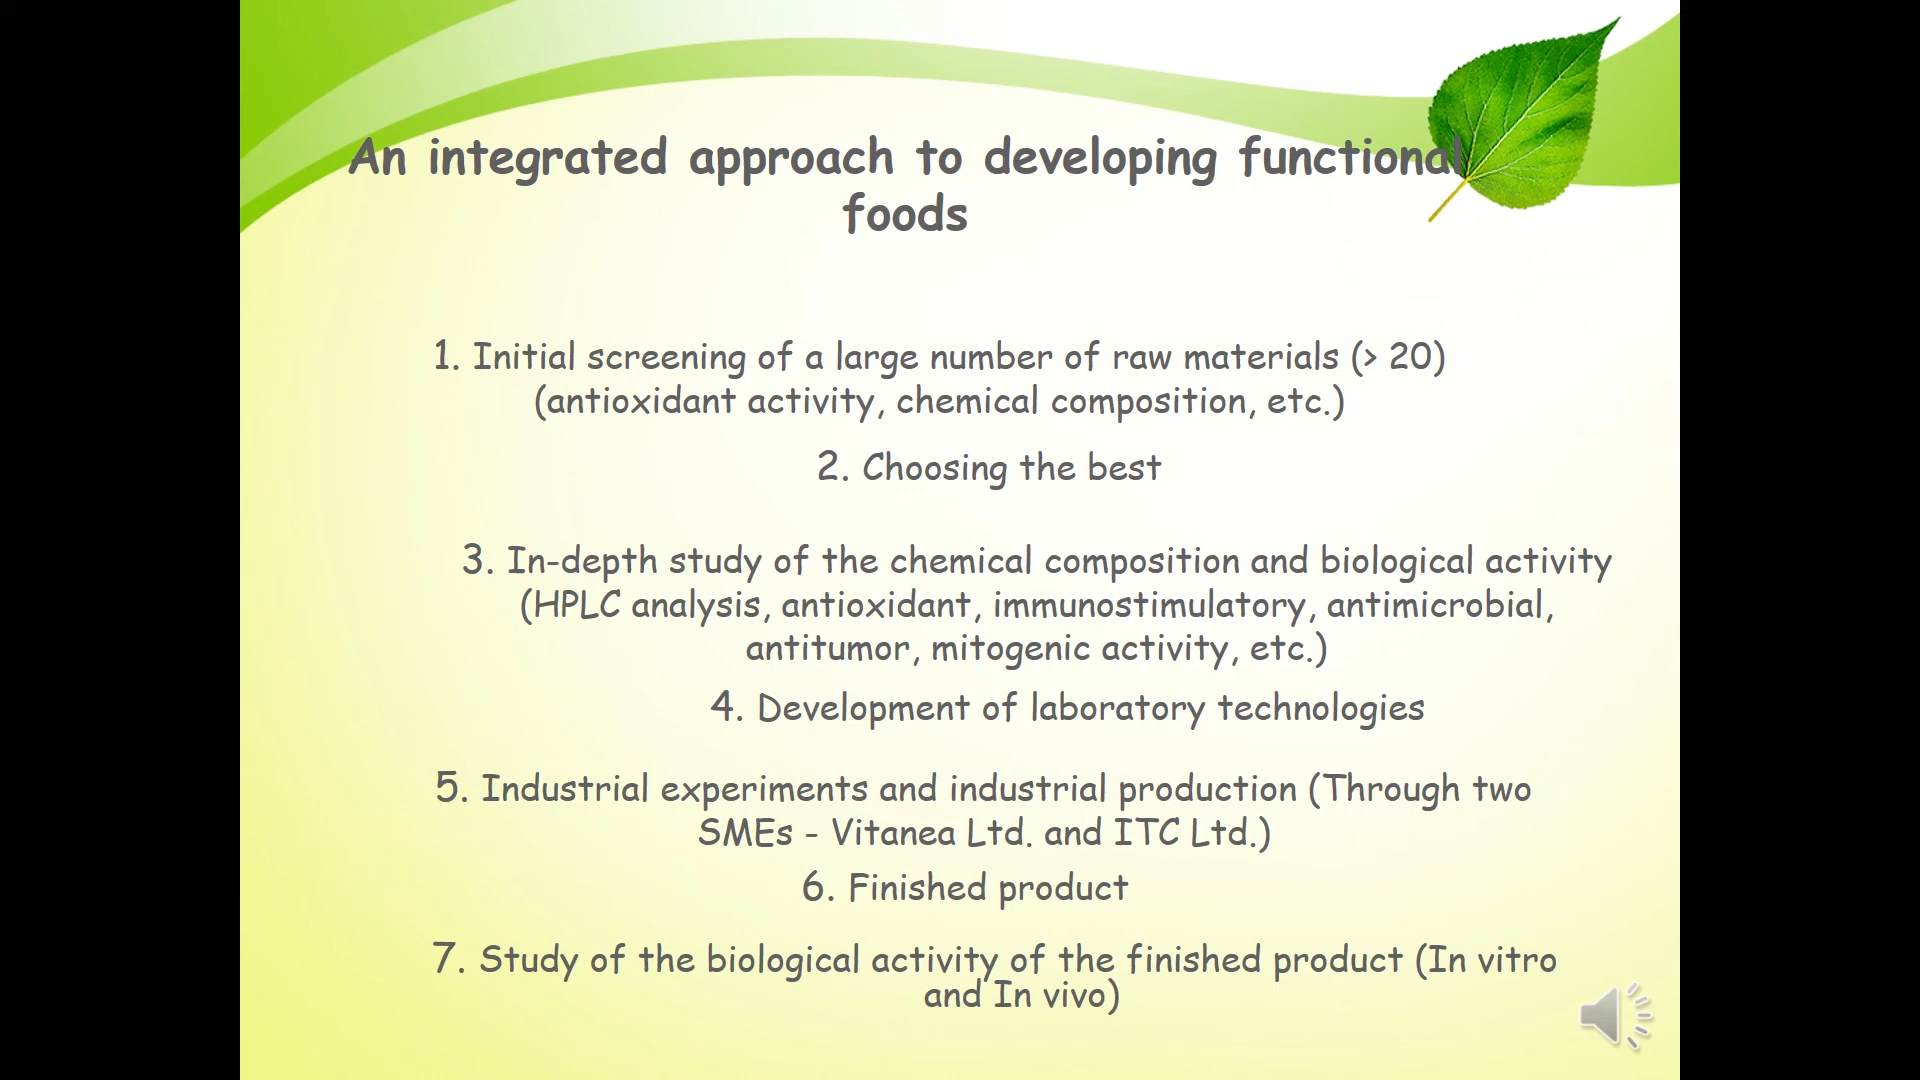 An integrated approach to developing functional
foods
1. Initial screening of a large number of raw materials (> 20)
(antioxidant activity, chemical composition, etc.)
2. Choosing the best
3. In-depth study of the chemical composition and biological activity
(HPLC analysis, antioxidant, immunostimulatory, antimicrobial,
antitumor, mitogenic activity, etc.)
4. Development of laboratory technologies
5. Industrial experiments and industrial production (Through two
SMEs - Vitanea Ltd. and ITC Ltd.)
6. Finished product
7. Study of the biological activity of the finished product (In vitro
and In vivo)